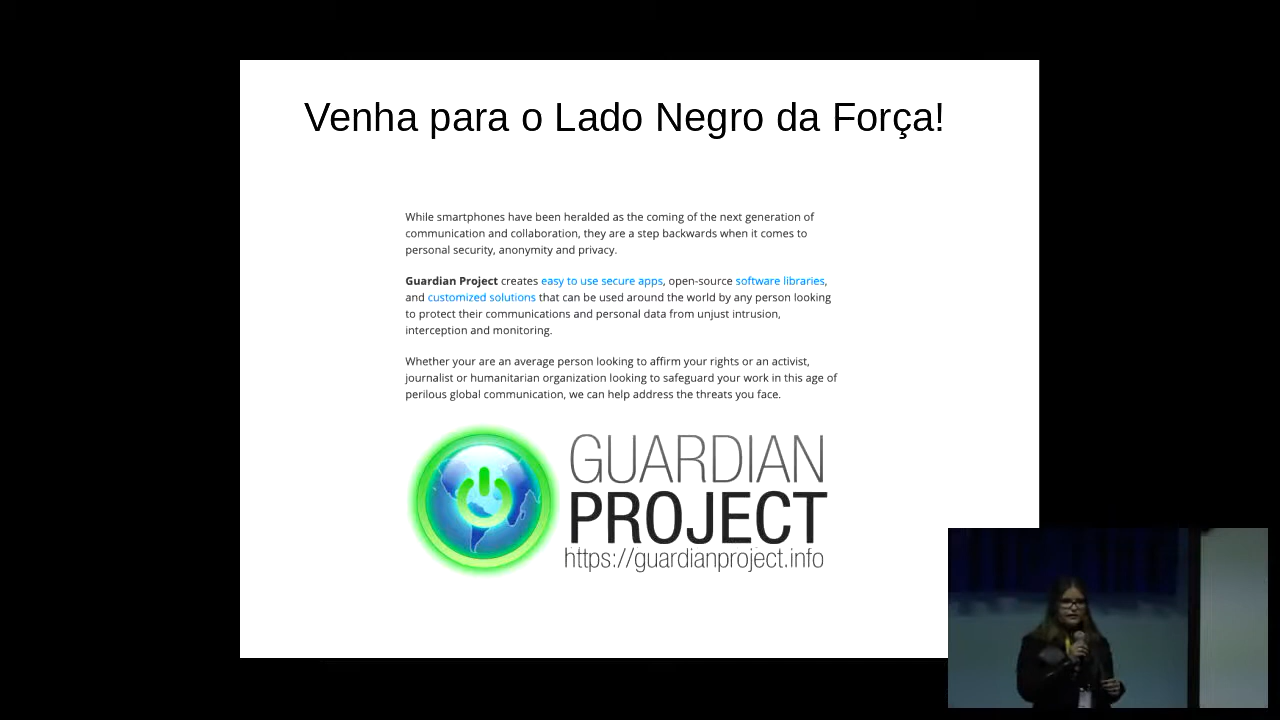 Venha para o Lado Negro da Força!
While smartphones have been heralded as the coming of the next generation of
communication and collaboration, they are a step backwards when it comes to
personal security, anonymity and privacy.
Guardian Project creates easy to use secure apps, open-source software libraries,
and customized solutions that can be used around the world by any person looking
to protect their communications and personal data from unjust intrusion,
interception and monitoring.
Whether your are an average person looking to affirm your rights or an activist,
journalist or humanitarian organization looking to safeguard your work in this age of
perilous global communication, we can help address the threats you face.
GUARDIAN
PROJECT
https://guardianproject.info